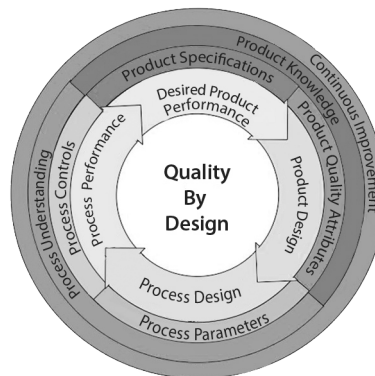 Continuous Improvement
Product Knowledge
Product Specifications
Product Quality Attributes
Desired Product
Performance
Product Design
Process Design
Process Performance
Process Parameters
Process Controls
Process Understanding
Quality
By
Design